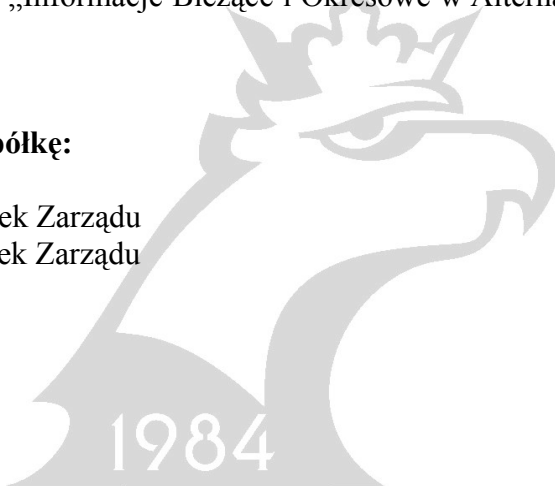 „Informacje Bieżące i Okresowe w Altern
ółkę:
ek Zarządu
ek Zarządu
1984